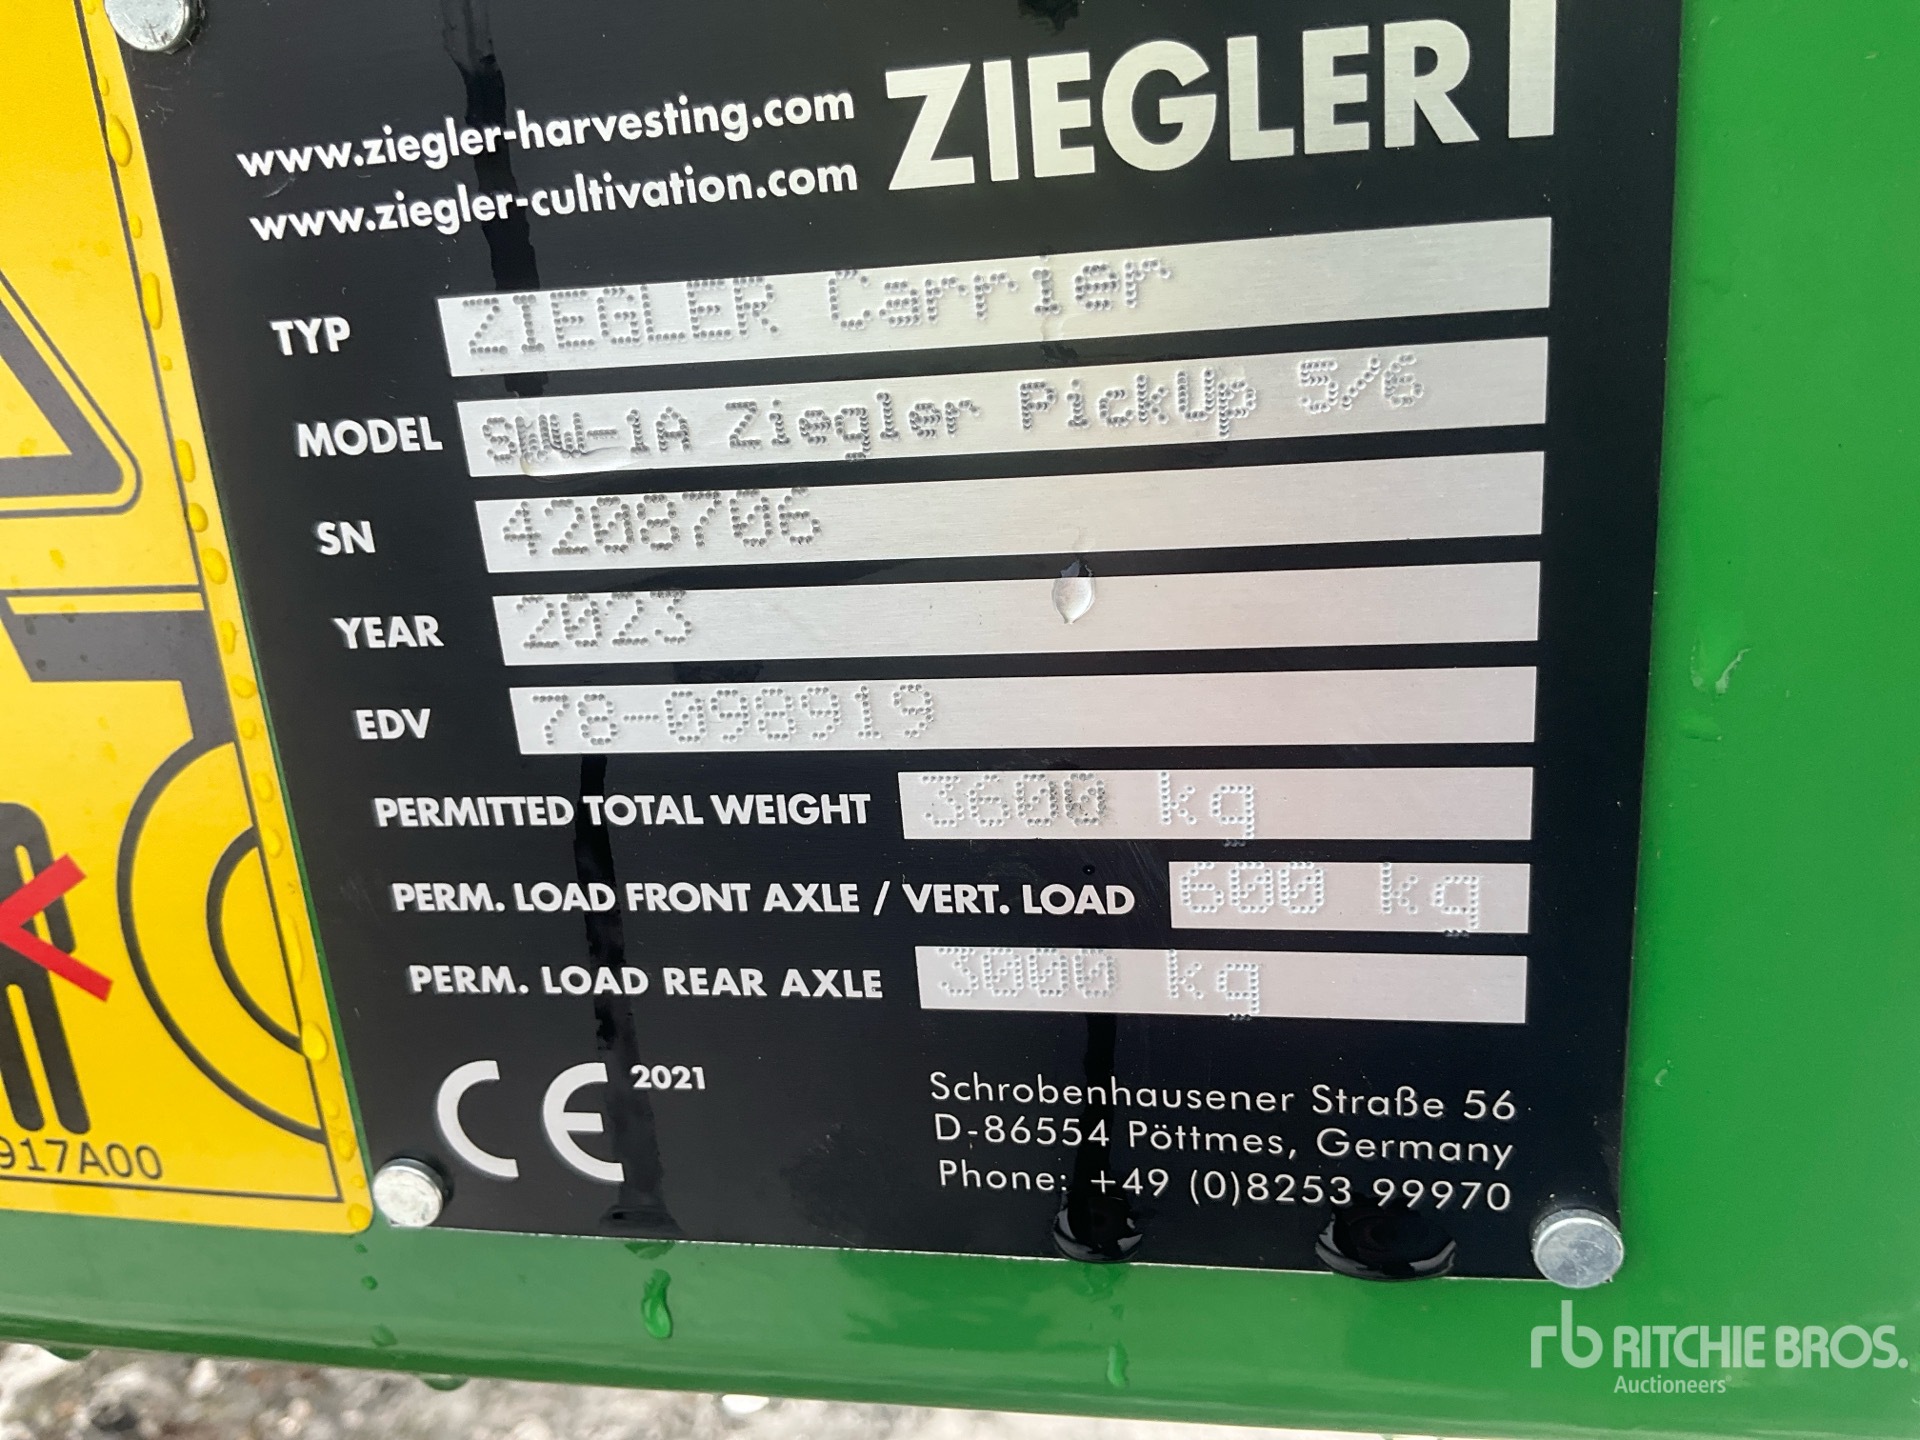 www.ziegler-harvesting.com
www.ziegler-cultivation.com
ZIEGLER
TYP ZIEGLER Carrier
MODEL SWW-1A Ziegler PickUp 5/6
SN 4208706
YEAR 2023
EDV 78-098919
PERMITTED TOTAL WEIGHT 3600 kg
PERM. LOAD FRONT AXLE / VERT. LOAD 600 kg
PERM. LOAD REAR AXLE 3000 kg
CE 2021
Schrobenhausener Straße 56
D-86554 Pöttmes, Germany
Phone: +49 (0)8253 99970
917A00
rb RITCHIE BROS.
Auctioneers